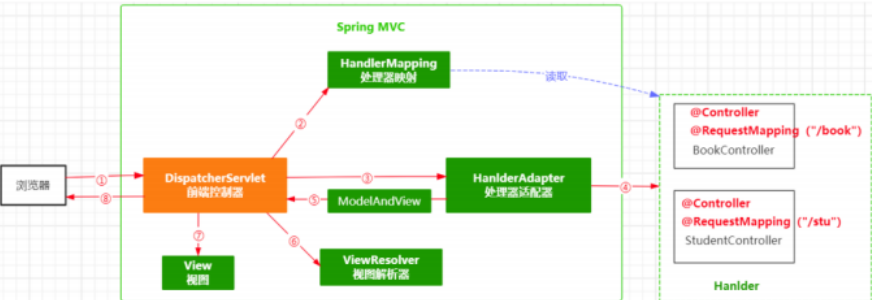 Spring MVC
HandlerMapping
处理器映射
读取
@Controller
@RequestMapping ("/book")
BookController
②
浏览器
①
⑧
DispatcherServlet
前端控制器
③
⑤
ModelAndView
HanlderAdapter
处理器适配器
④
@Controller
@RequestMapping ("/stu")
StudentController
⑦
⑥
View
视图
ViewResolver
视图解析器
Hanlder